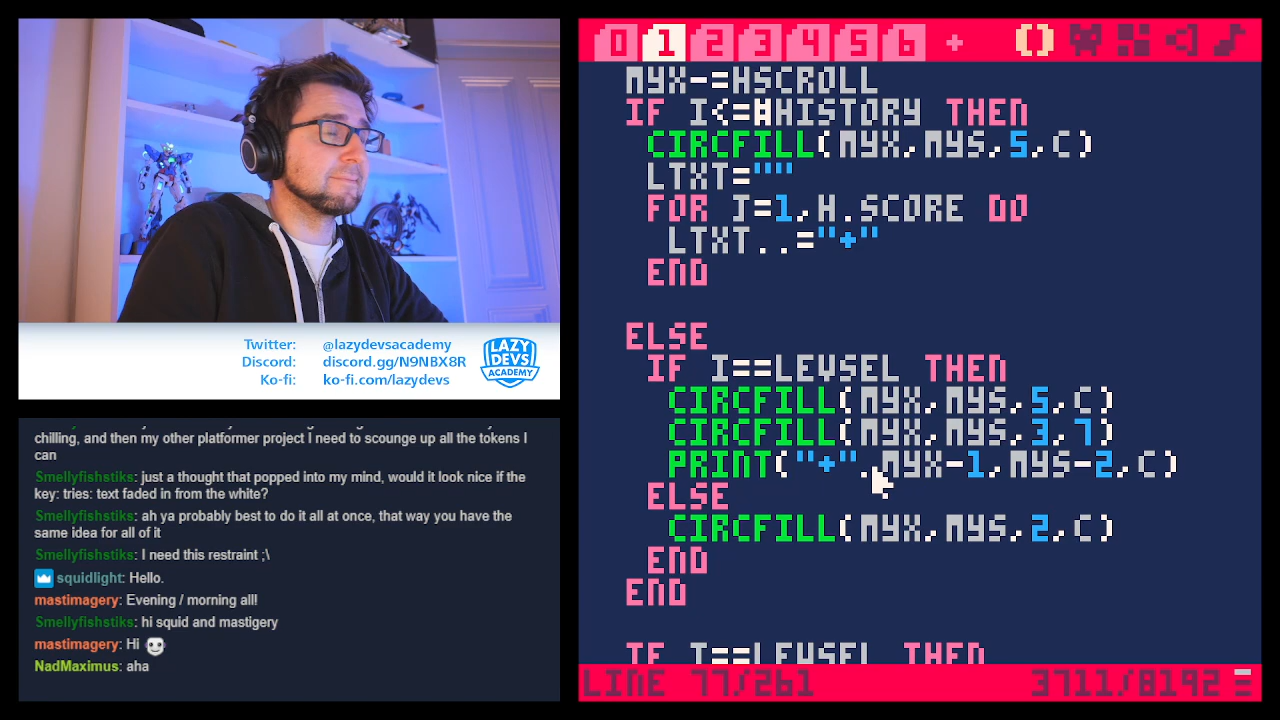 Twitter: @lazydevsacademy
Discord: discord.gg/N9NBX8R
Ko-fi: ko-fi.com/lazydevs
LAZY
DEVS
ACADEMY
chilling, and then my other platformer project I need to scounge up all the tokens I
can
Smellyfishstiks: just a thought that popped into my mind, would it look nice if the
key: tries: text faded in from the white?
Smellyfishstiks: ah ya probably best to do it all at once, that way you have the
same idea for all of it
Smellyfishstiks: I need this restraint ;\
squidlight: Hello.
mastimagery: Evening / morning all!
Smellyfishstiks: hi squid and mastigery
mastimagery: Hi
NadMaximus: aha
0 1 2 3 4 5 6 +
MYX-=HSCROLL
IF I<=#HISTORY THEN
CIRCFILL(MYX,MYS,5,C)
LTXT=""
FOR J=1,H.SCORE DO
LTXT..="+"
END
ELSE
IF I==LEVSEL THEN
CIRCFILL(MYX,MYS,5,C)
CIRCFILL(MYX,MYS,3,7)
PRINT("+",MYX-1,MYS-2,C)
ELSE
CIRCFILL(MYX,MYS,2,C)
END
END
IF I==LEVSEL THEN
LINE 77/261 3711/8192